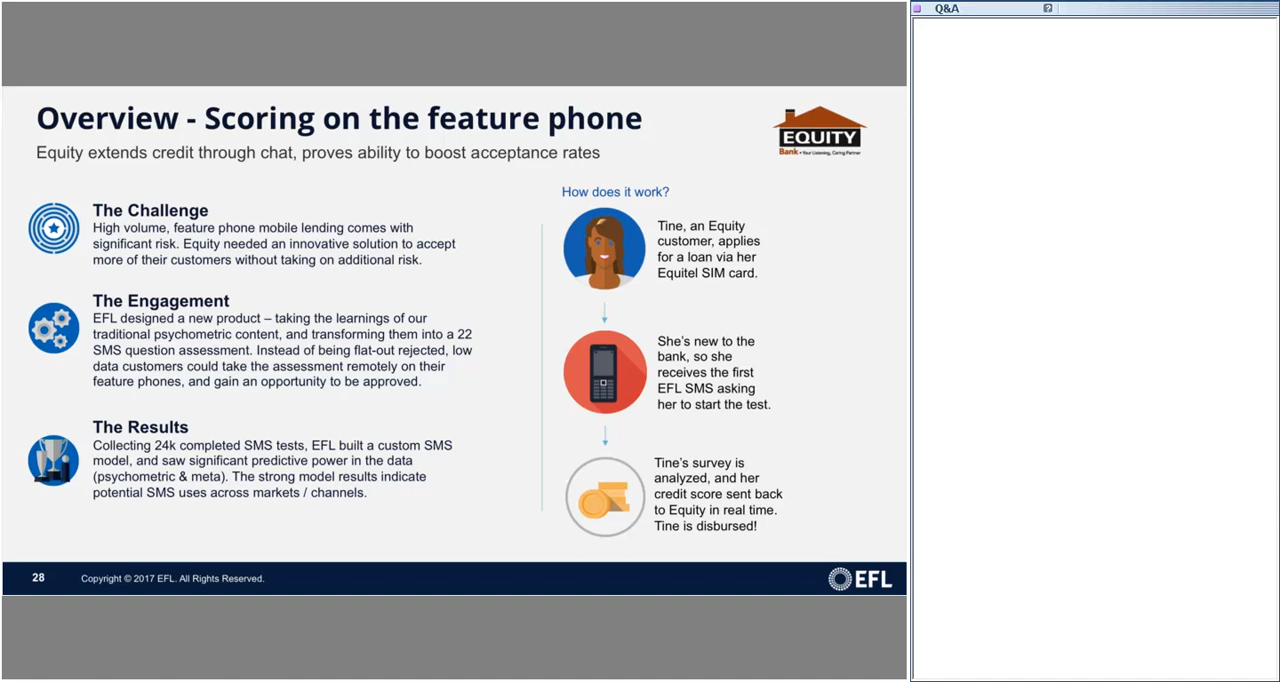 Q&A
Overview - Scoring on the feature phone
Equity extends credit through chat, proves ability to boost acceptance rates
EQUITY
Bank • Your Listening, Caring Partner
The Challenge
High volume, feature phone mobile lending comes with
significant risk. Equity needed an innovative solution to accept
more of their customers without taking on additional risk.
The Engagement
EFL designed a new product – taking the learnings of our
traditional psychometric content, and transforming them into a 22
SMS question assessment. Instead of being flat-out rejected, low
data customers could take the assessment remotely on their
feature phones, and gain an opportunity to be approved.
The Results
Collecting 24k completed SMS tests, EFL built a custom SMS
model, and saw significant predictive power in the data
(psychometric & meta). The strong model results indicate
potential SMS uses across markets / channels.
How does it work?
Tine, an Equity
customer, applies
for a loan via her
Equitel SIM card.
She's new to the
bank, so she
receives the first
EFL SMS asking
her to start the test.
Tine's survey is
analyzed, and her
credit score sent back
to Equity in real time.
Tine is disbursed!
28
Copyright © 2017 EFL. All Rights Reserved.
EFL